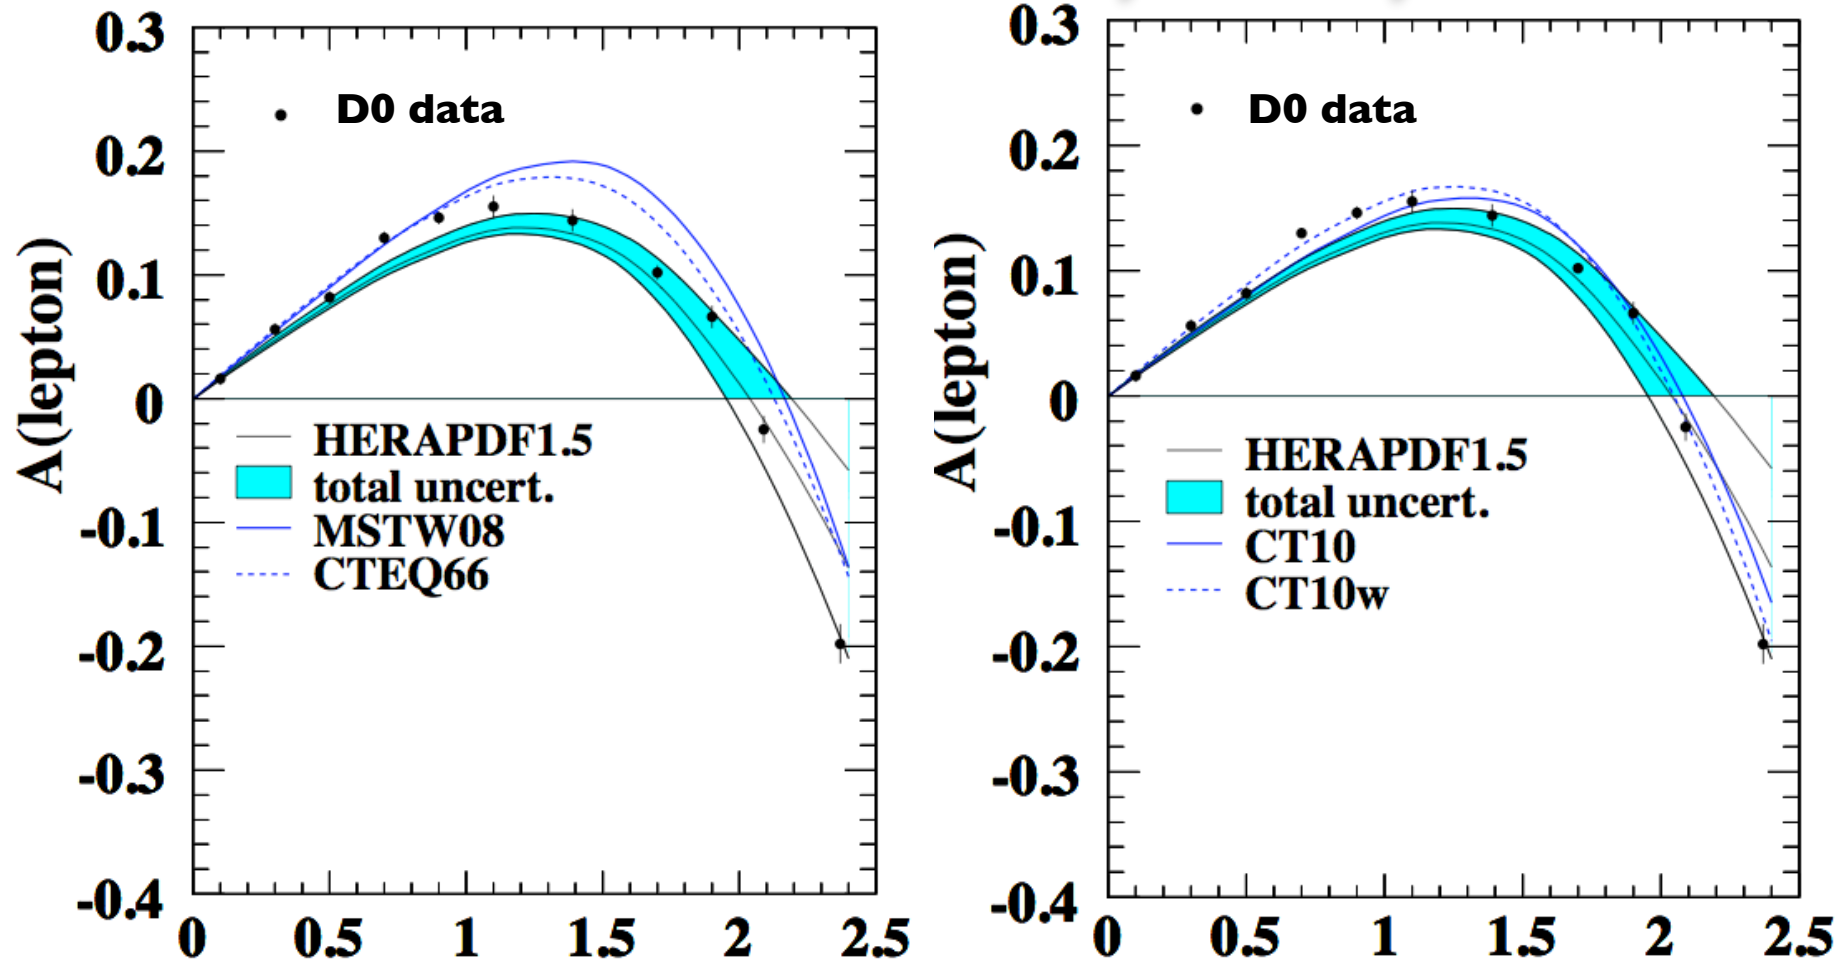 0.3
0.2
0.1
0
-0.1
-0.2
-0.3
-0.4
A(lepton)
D0 data
HERAPDF1.5
total uncert.
MSTW08
CTEQ66
0 0.5 1 1.5 2 2.5
0.3
0.2
0.1
0
-0.1
-0.2
-0.3
-0.4
A(lepton)
D0 data
HERAPDF1.5
total uncert.
CT10
CT10w
0 0.5 1 1.5 2 2.5